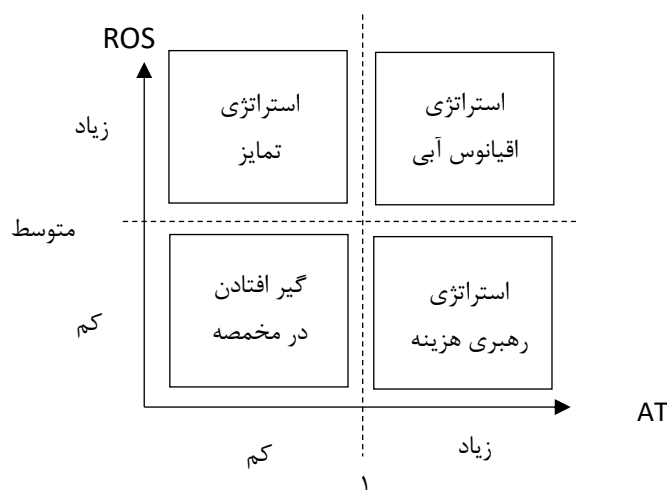 ROS
زیاد
متوسط
کم
استراتژی
تمایز
استراتژی
اقیانوس آبی
گیر افتادن
در مخمصه
استراتژی
رهبری هزینه
AT
کم
زیاد
۱